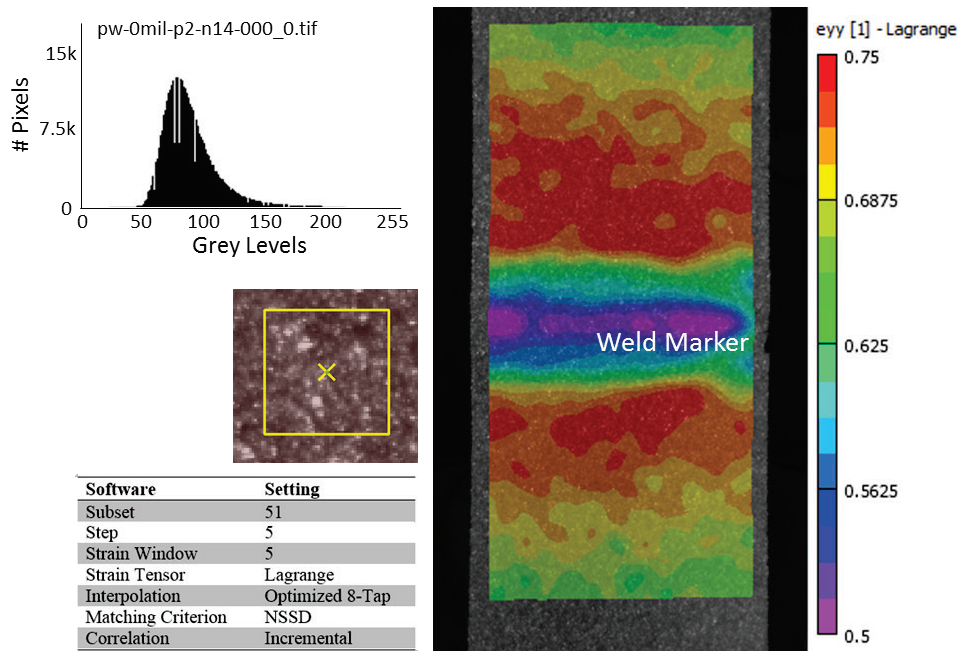 pw-0mil-p2-n14-000_0.tif
15k
7.5k
0
# Pixels
0 50 100 150 200 255
Grey Levels
Software Setting
Subset 51
Step 5
Strain Window 5
Strain Tensor Lagrange
Interpolation Optimized 8-Tap
Matching Criterion NSSD
Correlation Incremental
Weld Marker
eyy [1] - Lagrange
0.75
0.6875
0.625
0.5625
0.5